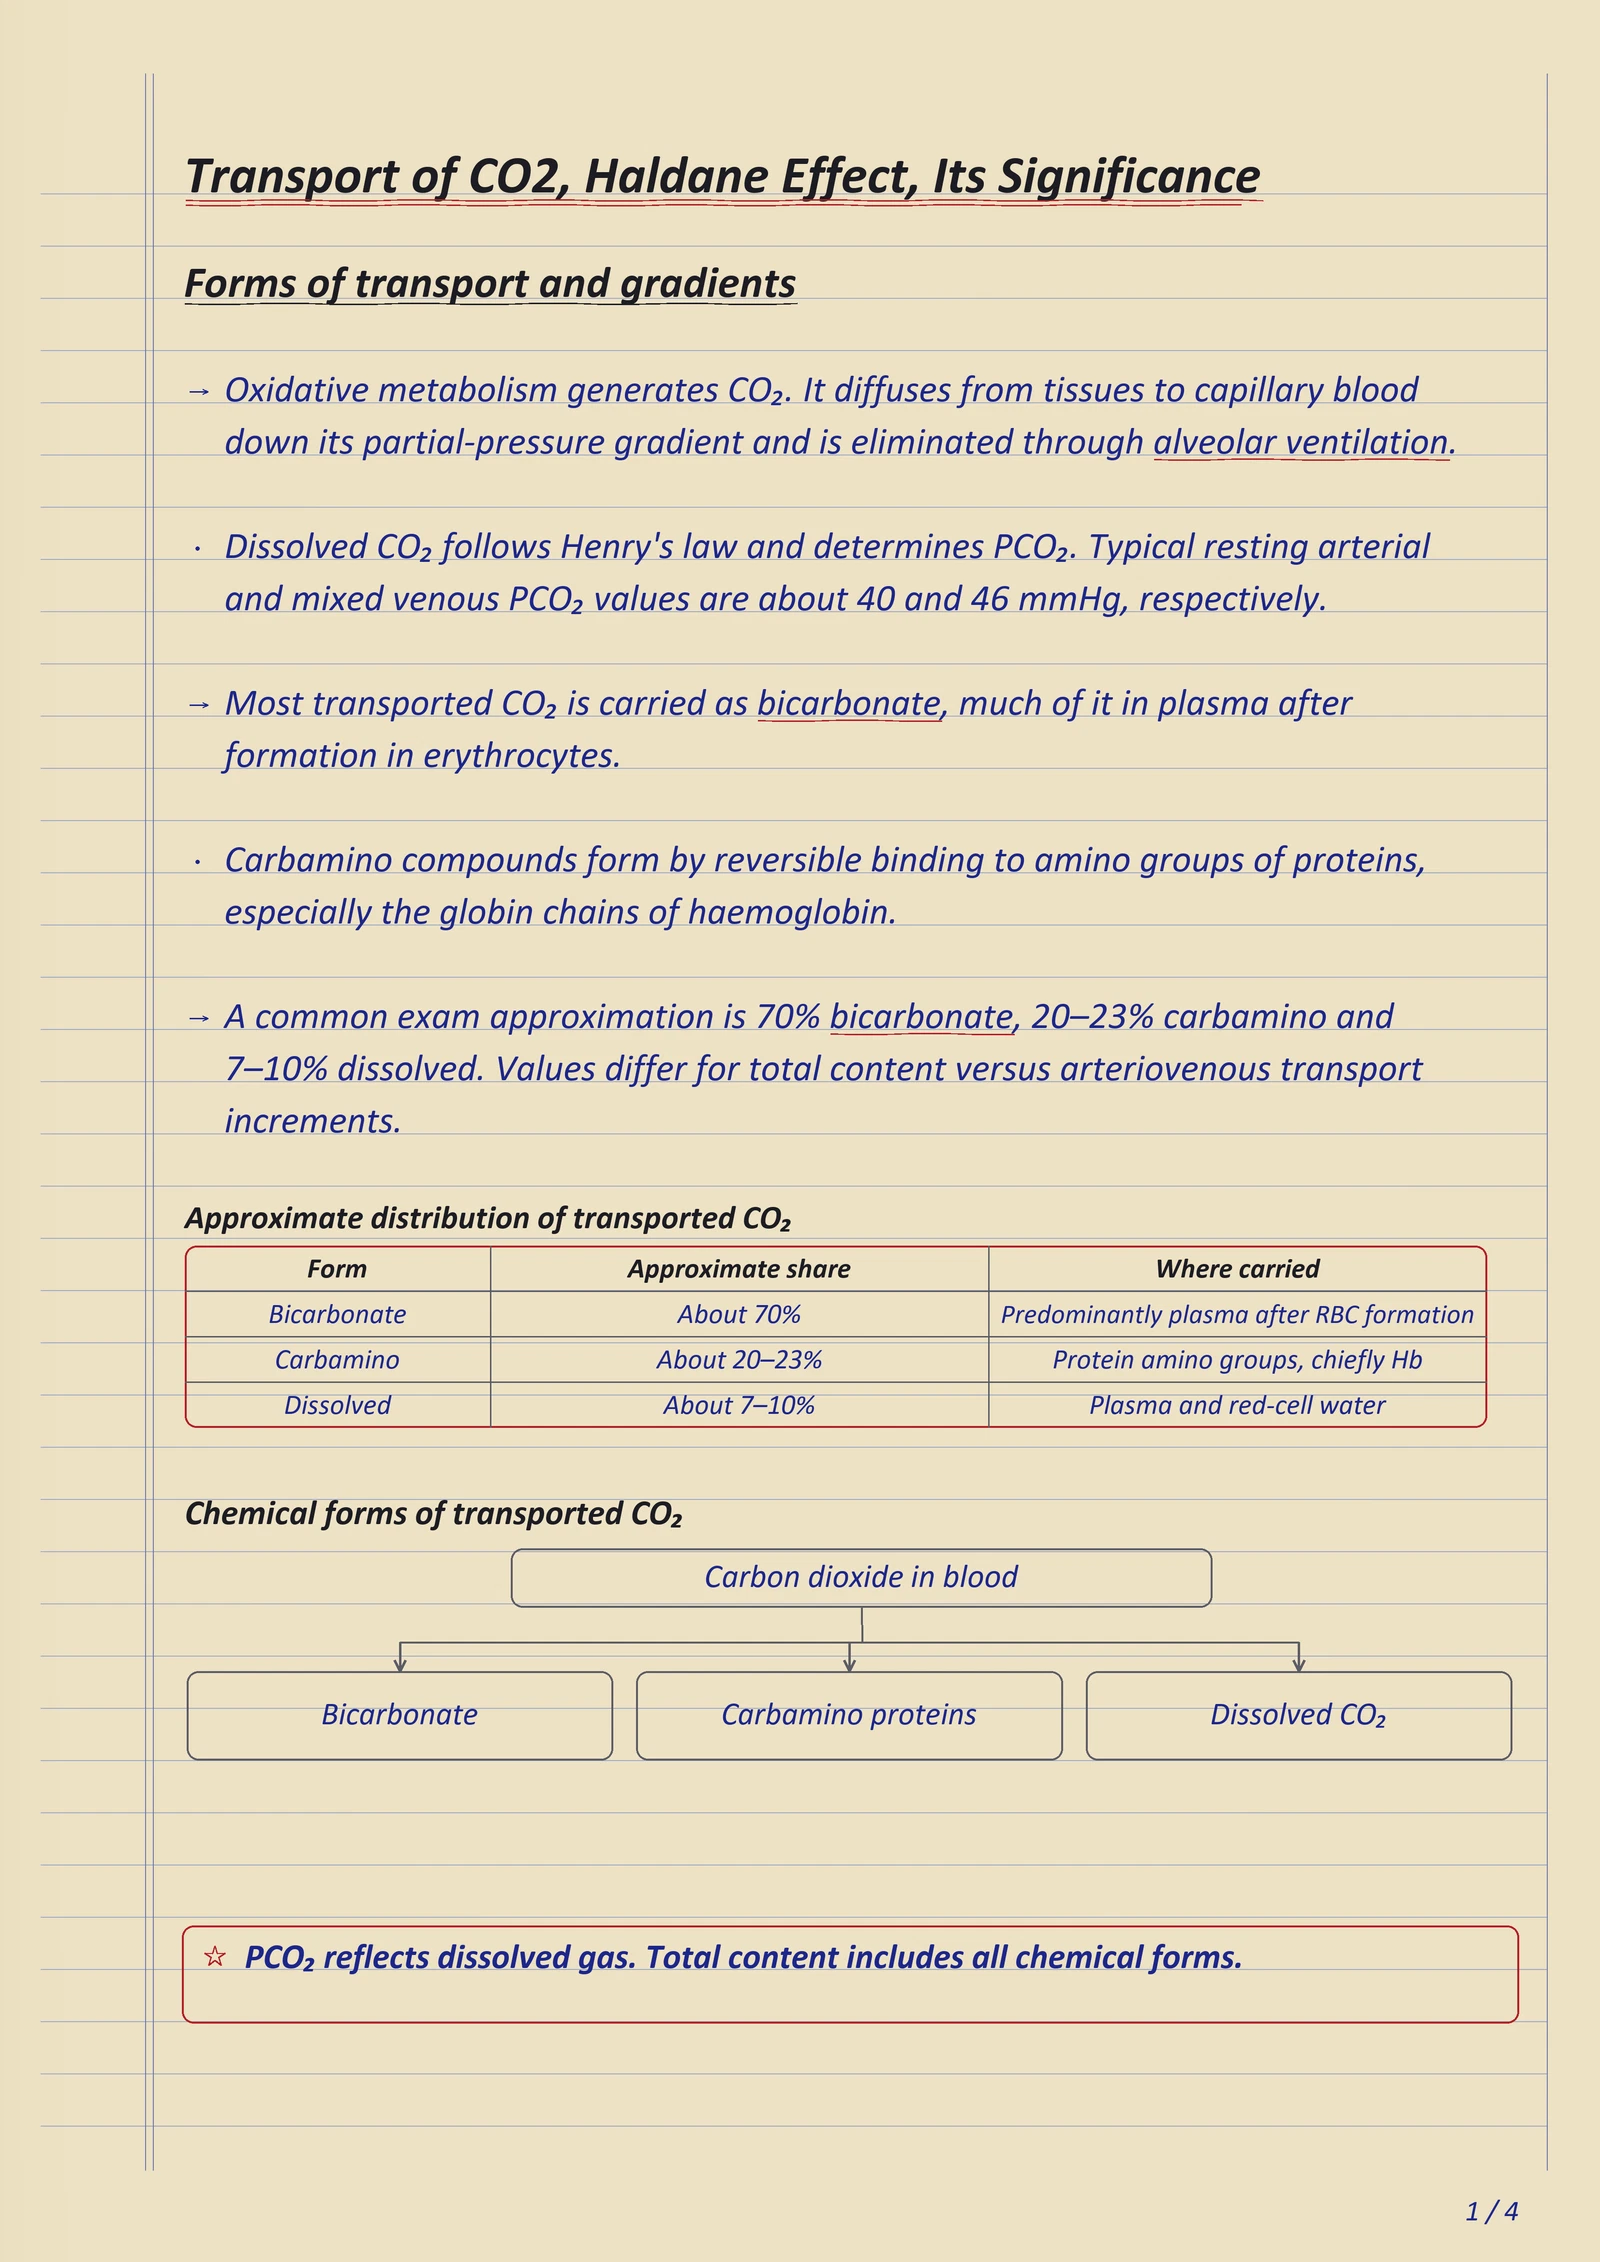 Transport of CO2, Haldane Effect, Its Significance
Forms of transport and gradients
→ Oxidative metabolism generates CO₂. It diffuses from tissues to capillary blood
down its partial-pressure gradient and is eliminated through alveolar ventilation.
· Dissolved CO₂ follows Henry's law and determines PCO₂. Typical resting arterial
and mixed venous PCO₂ values are about 40 and 46 mmHg, respectively.
→ Most transported CO₂ is carried as bicarbonate, much of it in plasma after
formation in erythrocytes.
· Carbamino compounds form by reversible binding to amino groups of proteins,
especially the globin chains of haemoglobin.
→ A common exam approximation is 70% bicarbonate, 20–23% carbamino and
7–10% dissolved. Values differ for total content versus arteriovenous transport
increments.
Approximate distribution of transported CO₂
Form Approximate share Where carried
Bicarbonate About 70% Predominantly plasma after RBC formation
Carbamino About 20–23% Protein amino groups, chiefly Hb
Dissolved About 7–10% Plasma and red-cell water
Chemical forms of transported CO₂
Carbon dioxide in blood
Bicarbonate Carbamino proteins Dissolved CO₂
☆ PCO₂ reflects dissolved gas. Total content includes all chemical forms.
1 / 4